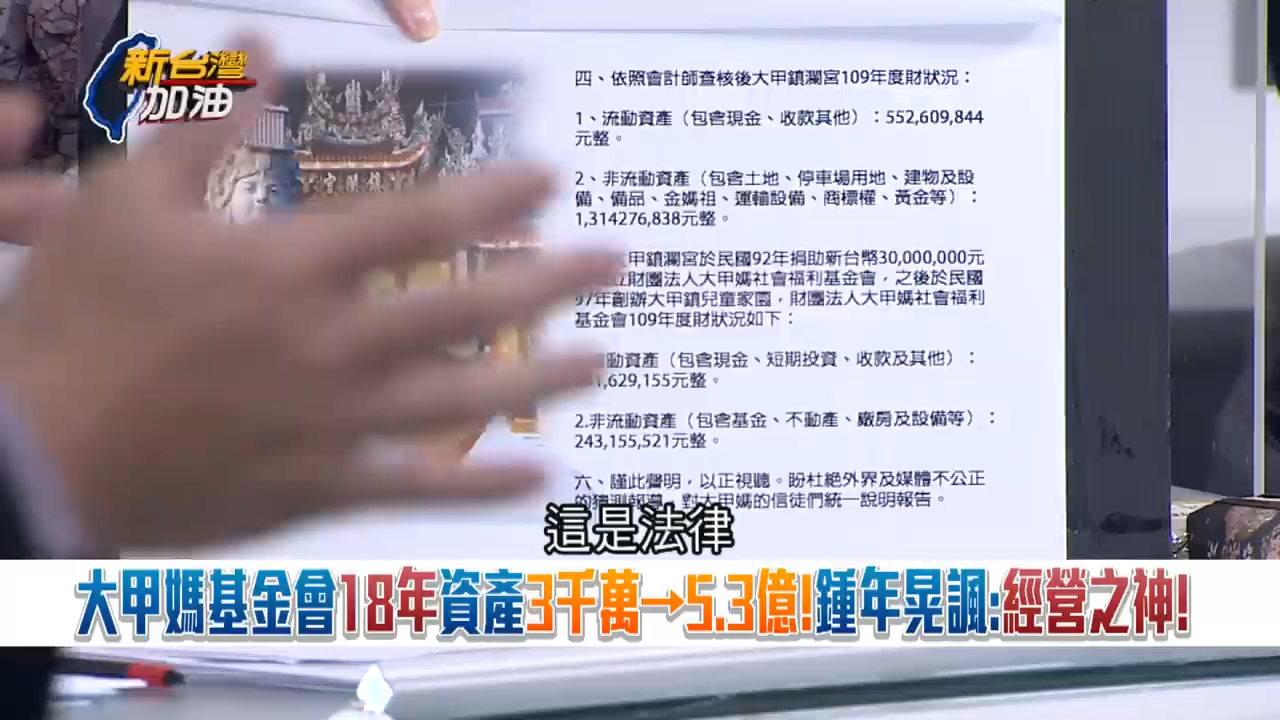 新台灣
加油
四、依照會計師查核後大甲鎮瀾宮109年度財狀況：
1、流動資產（包含現金、收款其他）：552,609,844
元整。
2、非流動資產（包含土地、停車場用地、建物及設
備、備品、金媽祖、運輸設備、商標權、黃金等）：
1,314276,838元整。
甲鎮瀾宮於民國92年捐助新台幣30,000,000元
財團法人大甲媽社會福利基金會，之後於民國
97年創辦大甲鎮兒童家園，財團法人大甲媽社會福利
基金會109年度財狀況如下：
動資產（包含現金、短期投資、收款及其他）：
1,629,155元整。
2.非流動資產（包含基金、不動產、廠房及設備等）：
243,155,521元整。
六、謹此聲明，以正視聽。盼杜絕外界及媒體不公正
的猜測報導，對大甲媽的信徒們統一說明報告。
這是法律
大甲媽基金會18年資產3千萬→5.3億!鍾年晃諷:經營之神!